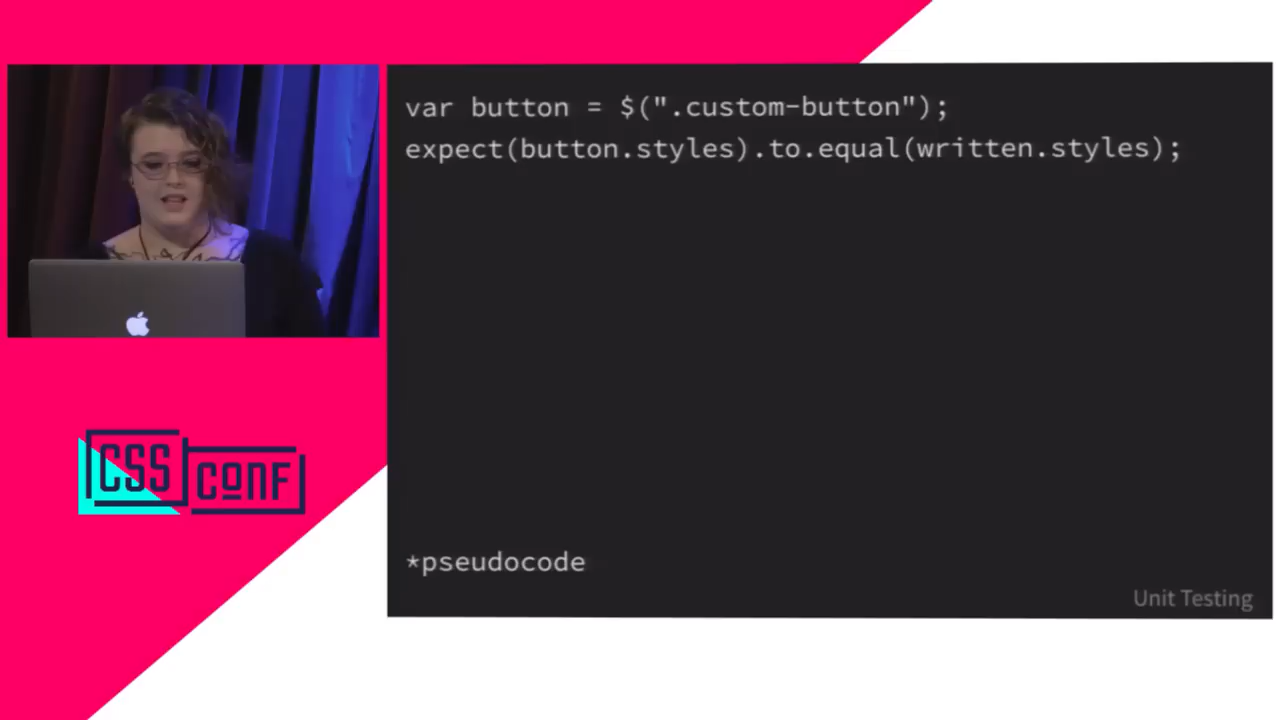 var button = $(".custom-button");
expect(button.styles).to.equal(written.styles);
*pseudocode
Unit Testing
CSS
CONF